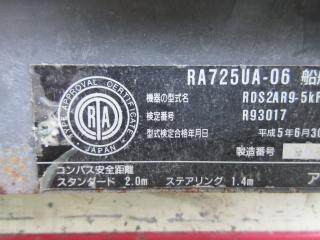 RA725UA-06 船
TYPE APPROVAL CERTIFICATE
RTA
JAPAN
機器の型式名 RDS2AR9-5k
検定番号 R93017
型式検定合格年月日 平成5年6月30
製造番号
コンパス安全距離
スタンダード 2.0m ステアリング 1.4m